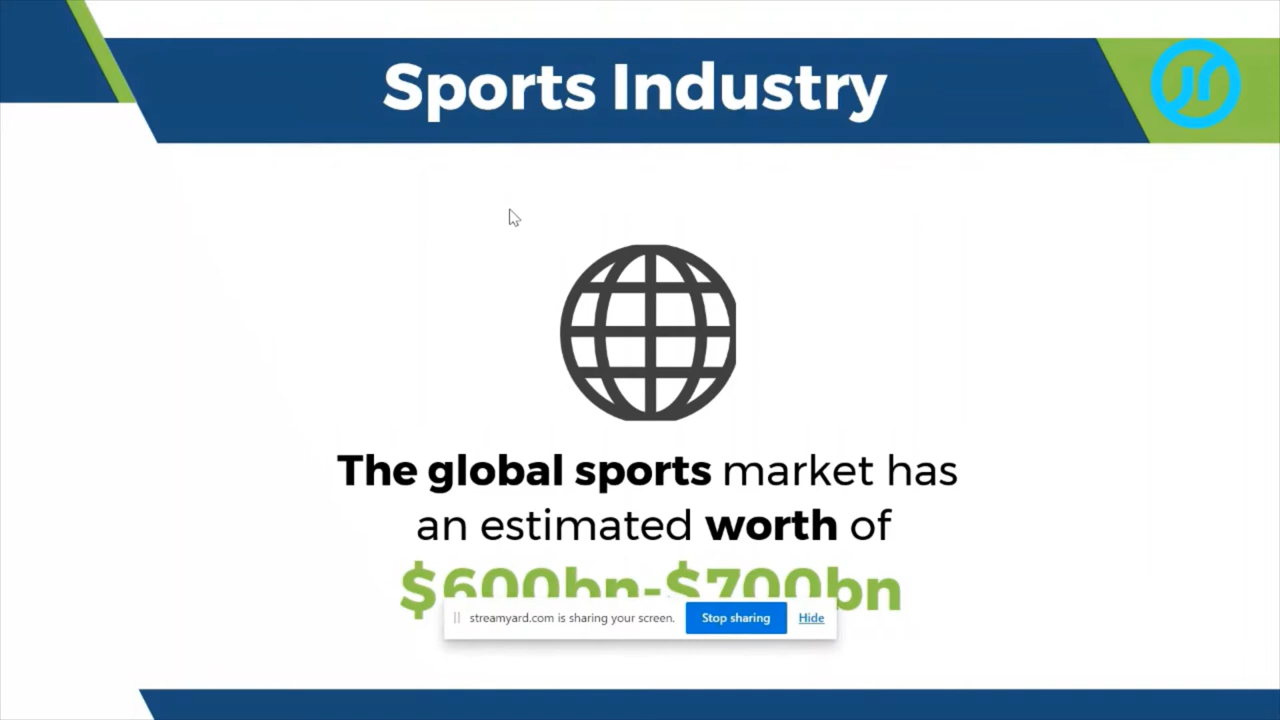 Sports Industry
The global sports market has
an estimated worth of
$600bn-$700bn
streamyard.com is sharing your screen. Stop sharing Hide